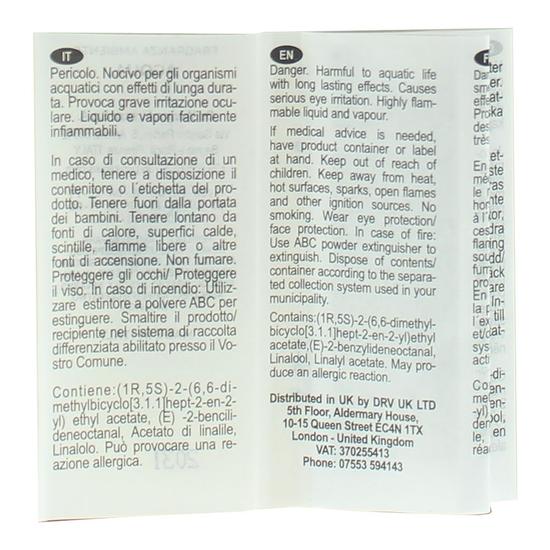 IT
Pericolo. Nocivo per gli organismi
acquatici con effetti di lunga dura-
ta. Provoca grave irritazione ocu-
lare. Liquido e vapori facilmente
infiammabili.
In caso di consultazione di un
medico, tenere a disposizione il
contenitore o l´etichetta del pro-
dotto. Tenere fuori dalla portata
dei bambini. Tenere lontano da
fonti di calore, superfici calde,
scintille, fiamme libere o altre
fonti di accensione. Non fumare.
Proteggere gli occhi/ Proteggere
il viso. In caso di incendio: Utiliz-
zare estintore a polvere ABC per
estinguere. Smaltire il prodotto/
recipiente nel sistema di raccolta
differenziata abilitato presso il Vo-
stro Comune.
Contiene:(1R,5S)-2-(6,6-di-
methylbicyclo[3.1.1]hept-2-en-2-
yl) ethyl acetate, (E) -2-bencili-
deneoctanal, Acetato di linalile,
Linalolo. Può provocare una re-
azione allergica.
EN
Danger. Harmful to aquatic life
with long lasting effects. Causes
serious eye irritation. Highly flam-
mable liquid and vapour.
If medical advice is needed,
have product container or label
at hand. Keep out of reach of
children. Keep away from heat,
hot surfaces, sparks, open flames
and other ignition sources. No
smoking. Wear eye protection/
face protection. In case of fire:
Use ABC powder extinguisher to
extinguish. Dispose of contents/
container according to the separa-
ted collection system used in your
municipality.
Contains:(1R,5S)-2-(6,6-dimethyl-
bicyclo[3.1.1]hept-2-en-2-yl)ethyl
acetate,(E)-2-benzylideneoctanal,
Linalool, Linalyl acetate. May pro-
duce an allergic reaction.
Distributed in UK by DRV UK LTD
5th Floor, Aldermary House,
10-15 Queen Street EC4N 1TX
London - United Kingdom
VAT: 370255413
Phone: 07553 594143